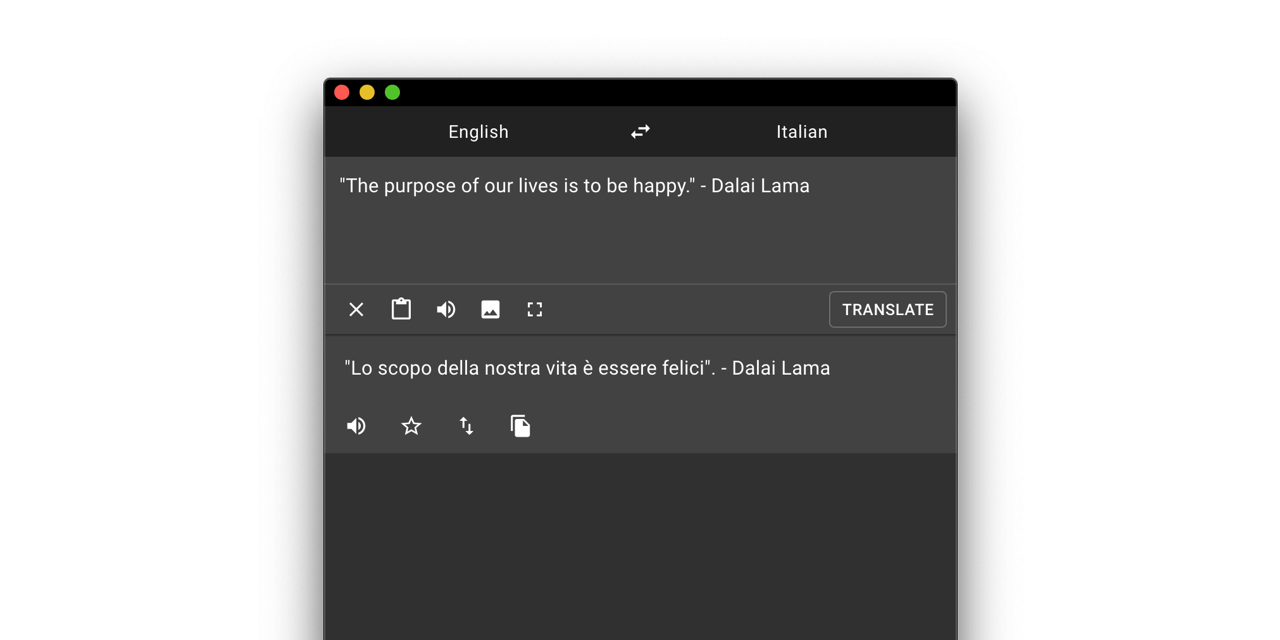 English
Italian
"The purpose of our lives is to be happy." - Dalai Lama
TRANSLATE
"Lo scopo della nostra vita è essere felici". - Dalai Lama